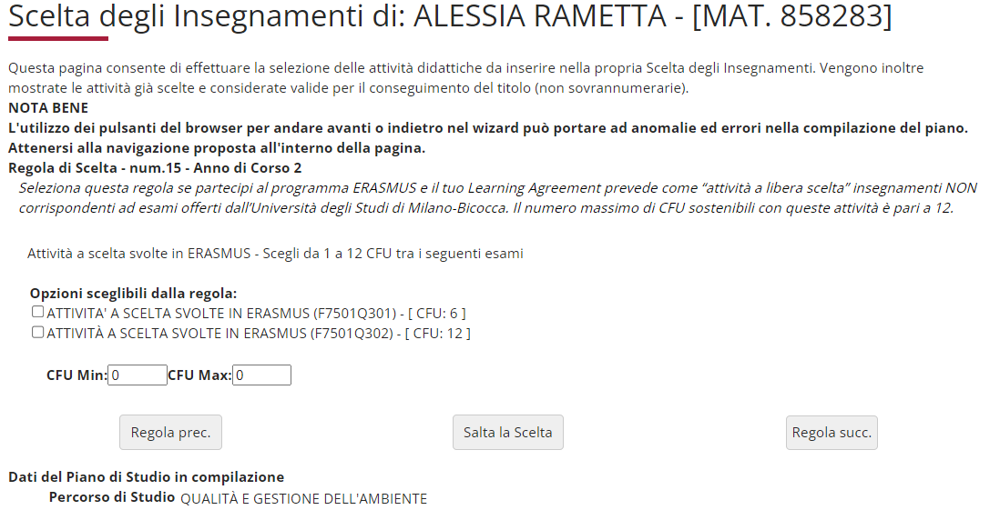 Scelta degli Insegnamenti di: ALESSIA RAMETTA - [MAT. 858283]
Questa pagina consente di effettuare la selezione delle attività didattiche da inserire nella propria Scelta degli Insegnamenti. Vengono inoltre
mostrate le attività già scelte e considerate valide per il conseguimento del titolo (non sovrannumerarie).
NOTA BENE
L'utilizzo dei pulsanti del browser per andare avanti o indietro nel wizard può portare ad anomalie ed errori nella compilazione del piano.
Attenersi alla navigazione proposta all'interno della pagina.
Regola di Scelta - num.15 - Anno di Corso 2
Seleziona questa regola se partecipi al programma ERASMUS e il tuo Learning Agreement prevede come “attività a libera scelta” insegnamenti NON
corrispondenti ad esami offerti dall’Università degli Studi di Milano-Bicocca. Il numero massimo di CFU sostenibili con queste attività è pari a 12.
Attività a scelta svolte in ERASMUS - Scegli da 1 a 12 CFU tra i seguenti esami
Opzioni sceglibili dalla regola:
ATTIVITA' A SCELTA SVOLTE IN ERASMUS (F7501Q301) - [ CFU: 6 ]
ATTIVITÀ A SCELTA SVOLTE IN ERASMUS (F7501Q302) - [ CFU: 12 ]
CFU Min: 0 CFU Max: 0
Regola prec. Salta la Scelta Regola succ.
Dati del Piano di Studio in compilazione
Percorso di Studio QUALITÀ E GESTIONE DELL'AMBIENTE